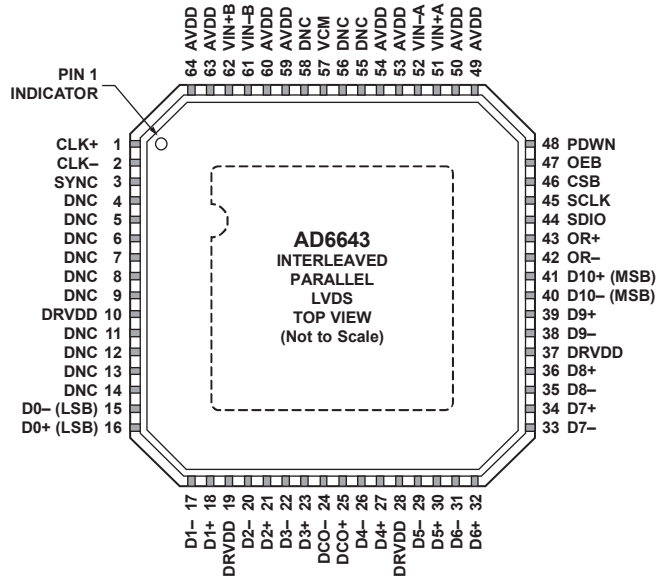 64 AVDD
63 AVDD
62 VIN+B
61 VIN–B
60 AVDD
59 AVDD
58 DNC
57 VCM
56 DNC
55 DNC
54 AVDD
53 AVDD
52 VIN–A
51 VIN+A
50 AVDD
49 AVDD
PIN 1
INDICATOR
CLK+ 1
CLK– 2
SYNC 3
DNC 4
DNC 5
DNC 6
DNC 7
DNC 8
DNC 9
DRVDD 10
DNC 11
DNC 12
DNC 13
DNC 14
D0– (LSB) 15
D0+ (LSB) 16
AD6643
INTERLEAVED
PARALLEL
LVDS
TOP VIEW
(Not to Scale)
48 PDWN
47 OEB
46 CSB
45 SCLK
44 SDIO
43 OR+
42 OR–
41 D10+ (MSB)
40 D10– (MSB)
39 D9+
38 D9–
37 DRVDD
36 D8+
35 D8–
34 D7+
33 D7–
D1– 17
D1+ 18
DRVDD 19
D2– 20
D2+ 21
D3– 22
D3+ 23
DCO– 24
DCO+ 25
D4– 26
D4+ 27
DRVDD 28
D5– 29
D5+ 30
D6– 31
D6+ 32